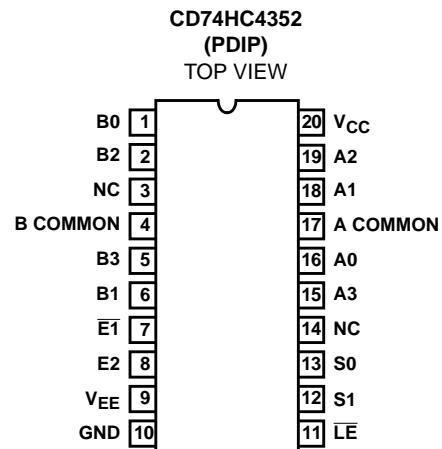 CD74HC4352
(PDIP)
TOP VIEW
B0 1 20 VCC
B2 2 19 A2
NC 3 18 A1
B COMMON 4 17 A COMMON
B3 5 16 A0
B1 6 15 A3
E1 7 14 NC
E2 8 13 S0
VEE 9 12 S1
GND 10 11 LE